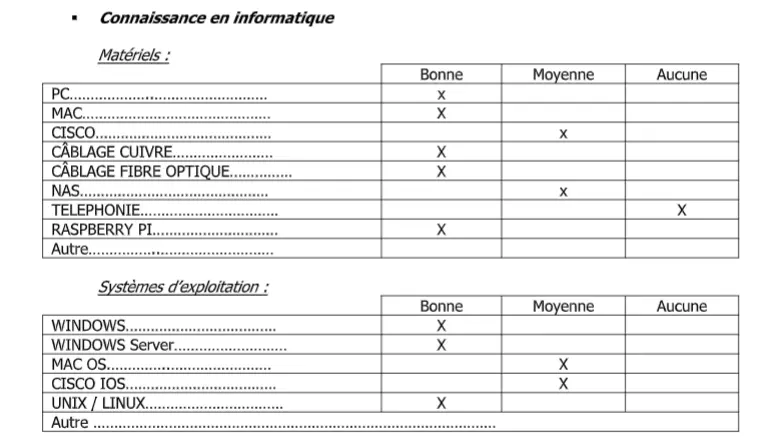 ▪ Connaissance en informatique
Matériels :
Bonne Moyenne Aucune
PC............................................... x
MAC............................................. X
CISCO.......................................... x
CÂBLAGE CUIVRE........................ X
CÂBLAGE FIBRE OPTIQUE............... X
NAS............................................. x
TELEPHONIE................................. X
RASPBERRY PI.............................. X
Autre............................................
Systèmes d'exploitation :
Bonne Moyenne Aucune
WINDOWS.................................... X
WINDOWS Server........................... X
MAC OS....................................... X
CISCO IOS.................................... X
UNIX / LINUX................................. X
Autre ................................................................................................